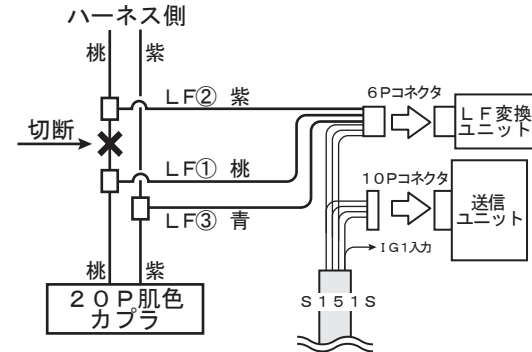 ハーネス側
桃
紫
LF② 紫
6Pコネクタ
LF変換
ユニット
切断
LF① 桃
10Pコネクタ
送信
ユニット
LF③ 青
IG1入力
桃
紫
20P肌色
カプラ
S151S